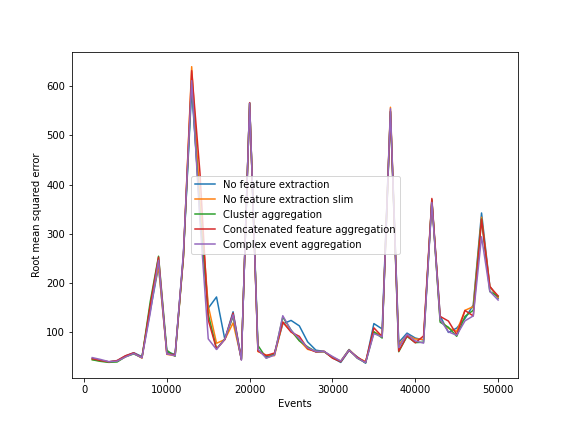 600
500
400
300
200
100
Root mean squared error
No feature extraction
No feature extraction slim
Cluster aggregation
Concatenated feature aggregation
Complex event aggregation
0 10000 20000 30000 40000 50000
Events